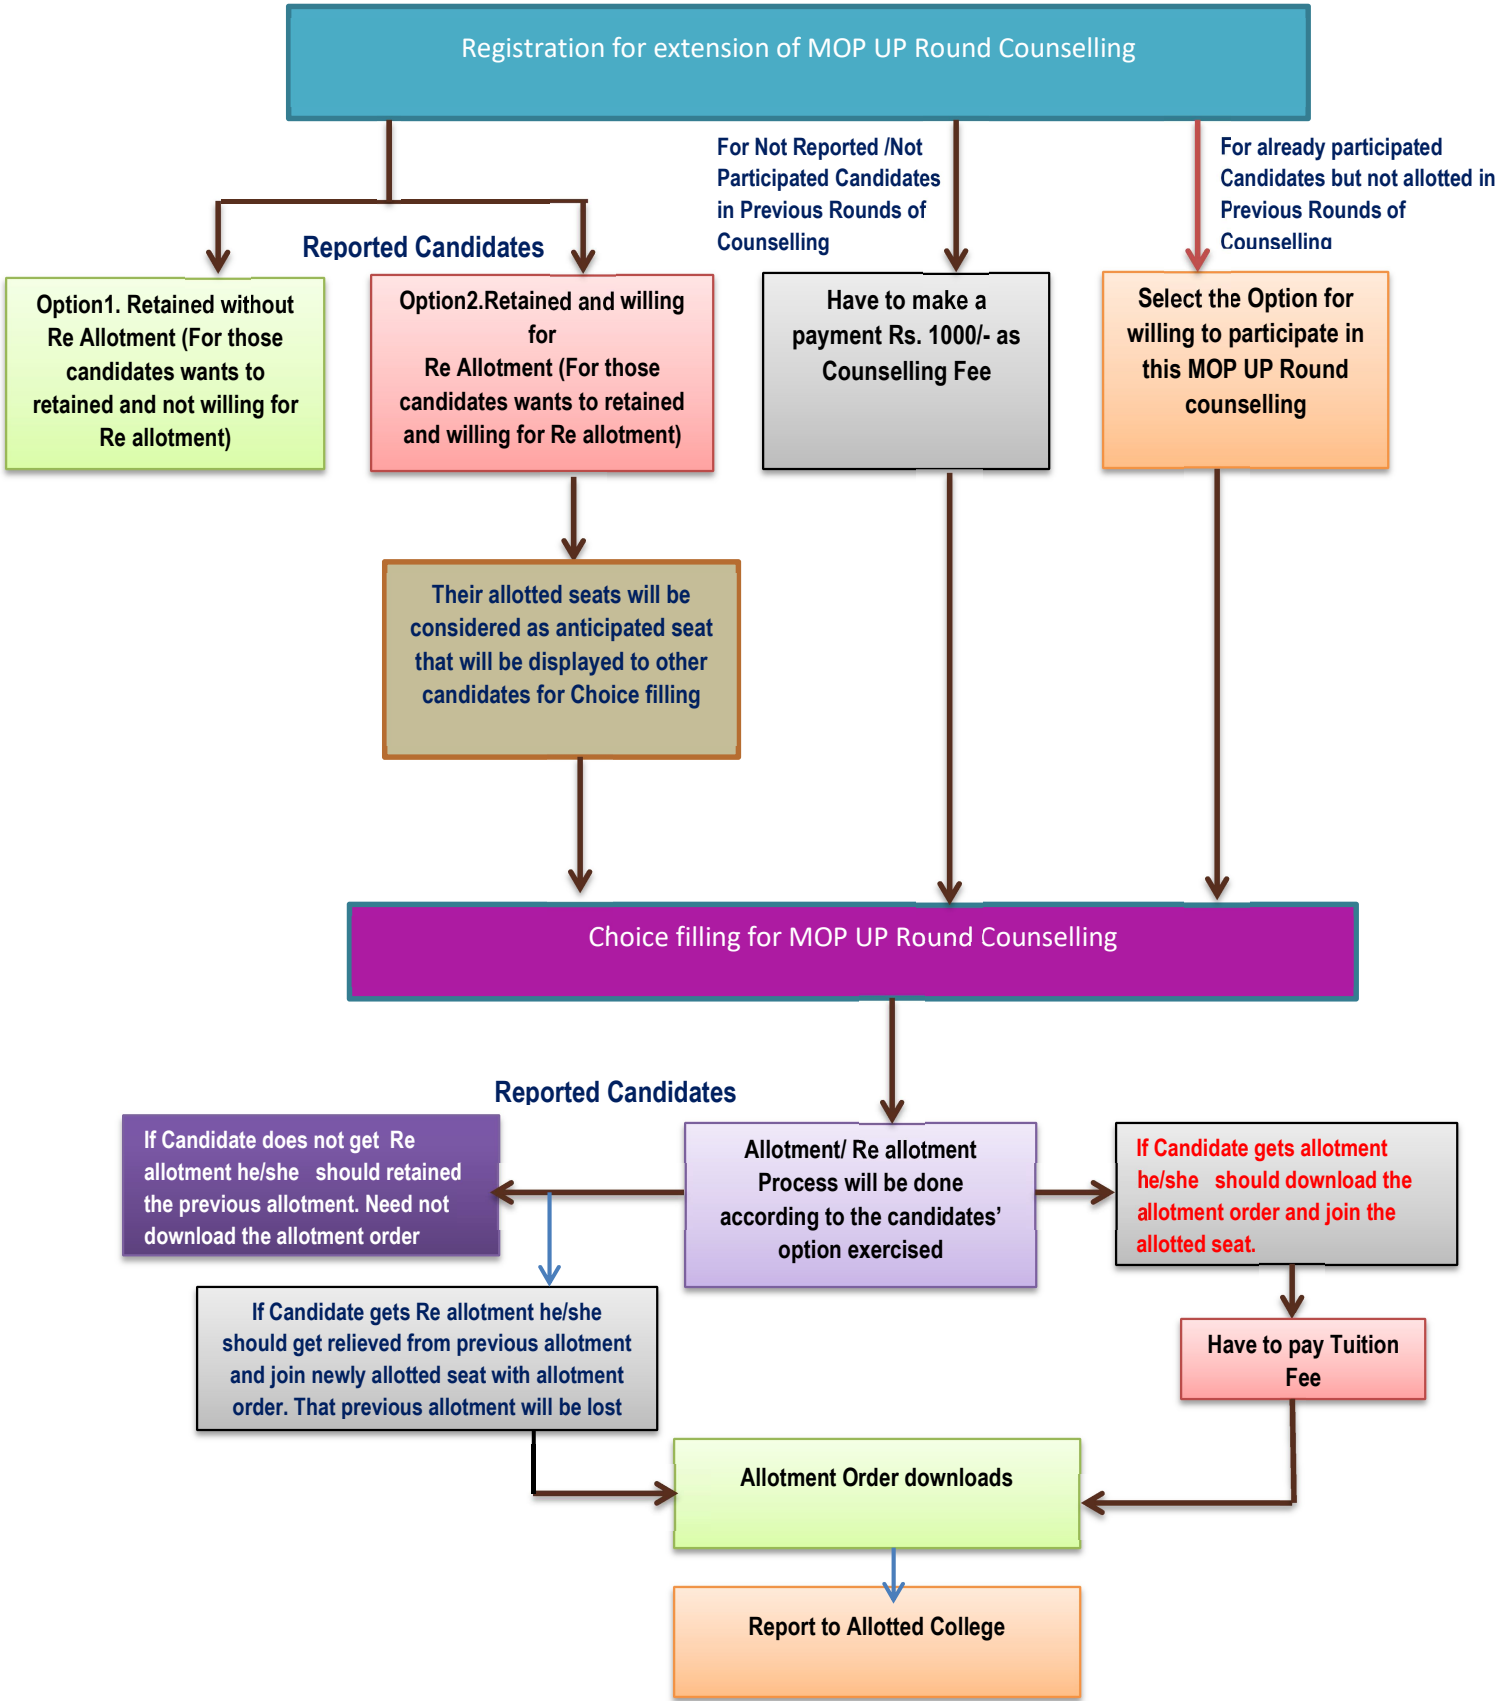 Registration for extension of MOP UP Round Counselling
For Not Reported /Not
Participated Candidates
in Previous Rounds of
Counselling
For already participated
Candidates but not allotted in
Previous Rounds of
Counselling
Reported Candidates
Option1. Retained without
Re Allotment (For those
candidates wants to
retained and not willing for
Re allotment)
Option2.Retained and willing
for
Re Allotment (For those
candidates wants to retained
and willing for Re allotment)
Have to make a
payment Rs. 1000/- as
Counselling Fee
Select the Option for
willing to participate in
this MOP UP Round
counselling
Their allotted seats will be
considered as anticipated seat
that will be displayed to other
candidates for Choice filling
Choice filling for MOP UP Round Counselling
Reported Candidates
If Candidate does not get Re
allotment he/she should retained
the previous allotment. Need not
download the allotment order
Allotment/ Re allotment
Process will be done
according to the candidates’
option exercised
If Candidate gets allotment
he/she should download the
allotment order and join the
allotted seat.
If Candidate gets Re allotment he/she
should get relieved from previous allotment
and join newly allotted seat with allotment
order. That previous allotment will be lost
Have to pay Tuition
Fee
Allotment Order downloads
Report to Allotted College